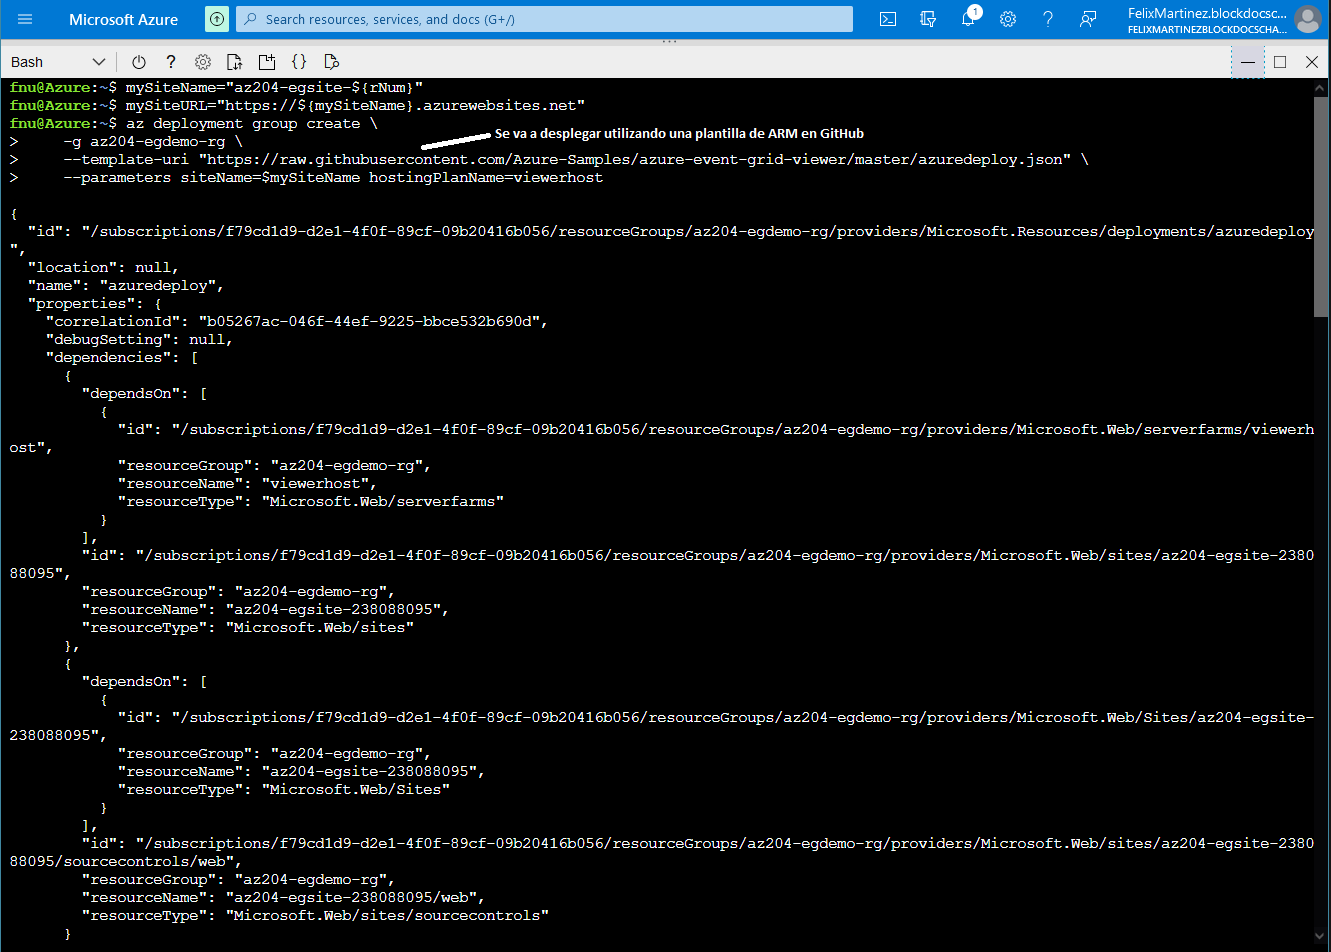 Microsoft Azure
Search resources, services, and docs (G+/)
1
FelixMartinez.blockdocsc...
FELIXMARTINEZBLOCKDOCSCHA...
Bash
fnu@Azure:~$ mySiteName="az204-egsite-${rNum}"
fnu@Azure:~$ mySiteURL="https://${mySiteName}.azurewebsites.net"
fnu@Azure:~$ az deployment group create \
Se va a desplegar utilizando una plantilla de ARM en GitHub
>     -g az204-egdemo-rg \
>     --template-uri "https://raw.githubusercontent.com/Azure-Samples/azure-event-grid-viewer/master/azuredeploy.json" \
>     --parameters siteName=$mySiteName hostingPlanName=viewerhost
{
  "id": "/subscriptions/f79cd1d9-d2e1-4f0f-89cf-09b20416b056/resourceGroups/az204-egdemo-rg/providers/Microsoft.Resources/deployments/azuredeploy
",
  "location": null,
  "name": "azuredeploy",
  "properties": {
    "correlationId": "b05267ac-046f-44ef-9225-bbce532b690d",
    "debugSetting": null,
    "dependencies": [
      {
        "dependsOn": [
          {
            "id": "/subscriptions/f79cd1d9-d2e1-4f0f-89cf-09b20416b056/resourceGroups/az204-egdemo-rg/providers/Microsoft.Web/serverfarms/viewerh
ost",
            "resourceGroup": "az204-egdemo-rg",
            "resourceName": "viewerhost",
            "resourceType": "Microsoft.Web/serverfarms"
          }
        ],
        "id": "/subscriptions/f79cd1d9-d2e1-4f0f-89cf-09b20416b056/resourceGroups/az204-egdemo-rg/providers/Microsoft.Web/sites/az204-egsite-2380
88095",
        "resourceGroup": "az204-egdemo-rg",
        "resourceName": "az204-egsite-238088095",
        "resourceType": "Microsoft.Web/sites"
      },
      {
        "dependsOn": [
          {
            "id": "/subscriptions/f79cd1d9-d2e1-4f0f-89cf-09b20416b056/resourceGroups/az204-egdemo-rg/providers/Microsoft.Web/Sites/az204-egsite-
238088095",
            "resourceGroup": "az204-egdemo-rg",
            "resourceName": "az204-egsite-238088095",
            "resourceType": "Microsoft.Web/Sites"
          }
        ],
        "id": "/subscriptions/f79cd1d9-d2e1-4f0f-89cf-09b20416b056/resourceGroups/az204-egdemo-rg/providers/Microsoft.Web/sites/az204-egsite-2380
88095/sourcecontrols/web",
        "resourceGroup": "az204-egdemo-rg",
        "resourceName": "az204-egsite-238088095/web",
        "resourceType": "Microsoft.Web/sites/sourcecontrols"
      }